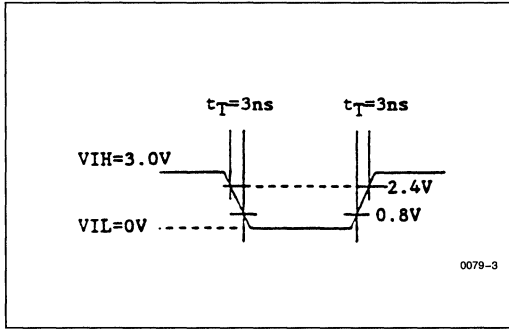 tT=3ns tT=3ns
VIH=3.0V
2.4V
0.8V
VIL=0V
0079-3